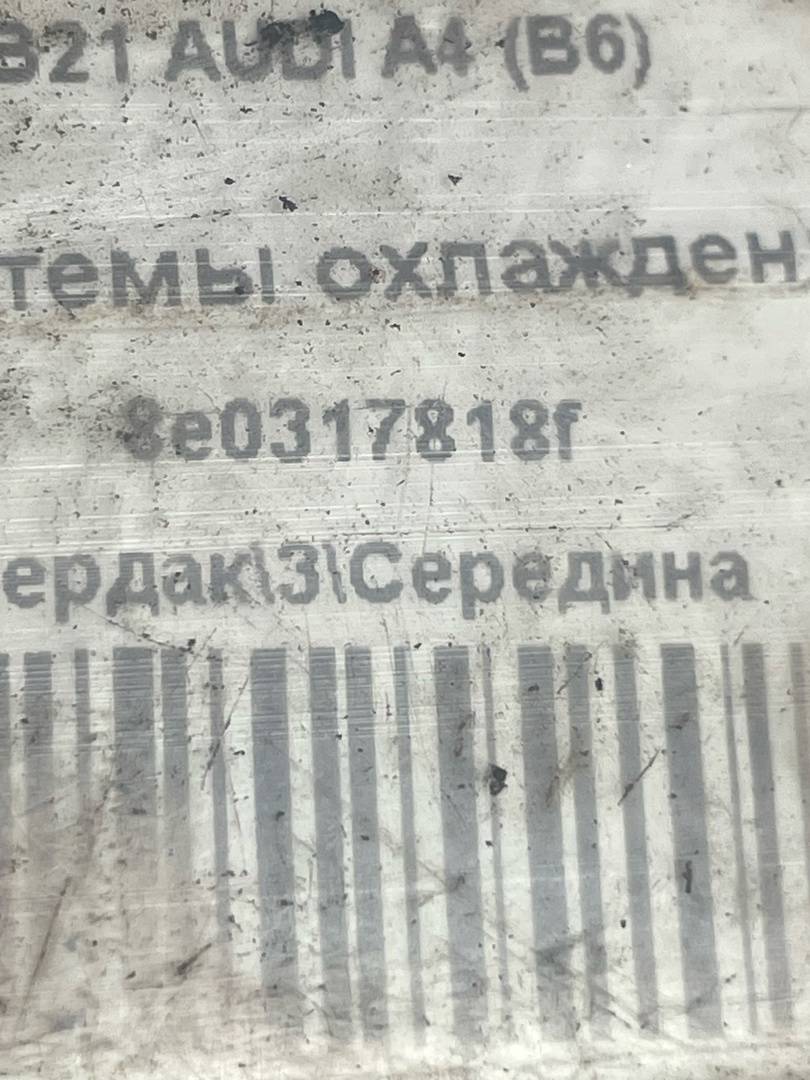 B21 AUDI A4 (B6)
темы охлажден
8e0317818f
ердак\3\Середина